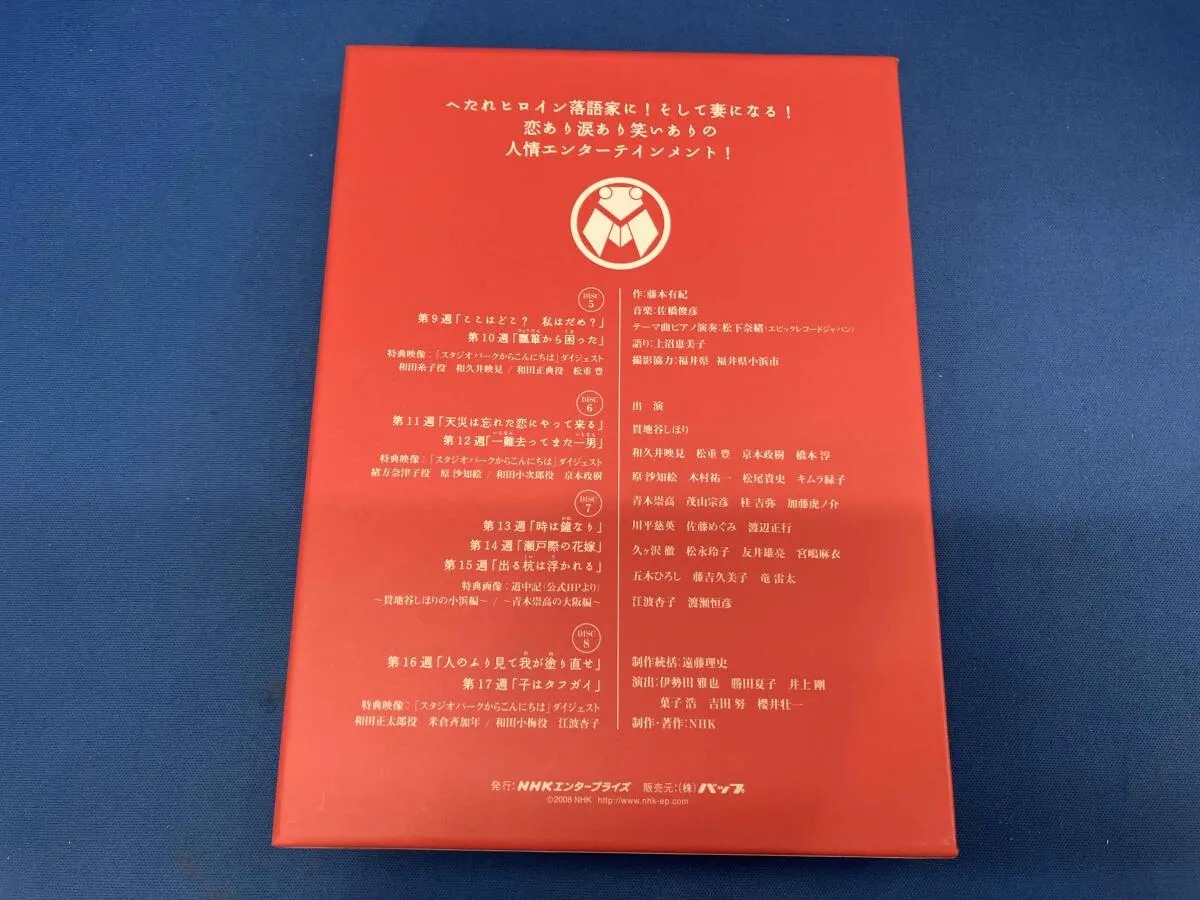 へたれヒロイン落語家に！そして妻になる！
恋あり涙あり笑いありの
人情エンターテインメント！
DISC
5
第9週「ここはどこ？ 私はだめ？」
ひょうたん こま
第10週「瓢箪から困った」
特典映像：「スタジオパークからこんにちは」ダイジェスト
和田糸子役 和久井映見 / 和田正典役 松重 豊
DISC
6
第11週「天災は忘れた恋にやって来る」
いちなん いちなん
第12週「一難去ってまた一男」
特典映像：「スタジオパークからこんにちは」ダイジェスト
緒方奈津子役 原 沙知絵 / 和田小次郎役 京本政樹
DISC
7
かね
第13週「時は鐘なり」
第14週「瀬戸際の花嫁」
くい う
第15週「出る杭は浮かれる」
特典画像：道中記（公式HPより）
～貫地谷しほりの小浜編～ / ～青木崇高の大阪編～
DISC
8
わ ぬ
第16週「人のふり見て我が塗り直せ」
第17週「子はタフガイ」
特典映像：「スタジオパークからこんにちは」ダイジェスト
和田正太郎役 米倉斉加年 / 和田小梅役 江波杏子
作：藤本有紀
音楽：佐橋俊彦
テーマ曲ピアノ演奏：松下奈緒（エピックレコードジャパン）
語り：上沼恵美子
撮影協力：福井県 福井県小浜市
出 演
貫地谷しほり
和久井映見 松重 豊 京本政樹 橋本 淳
原 沙知絵 木村祐一 松尾貴史 キムラ緑子
青木崇高 茂山宗彦 桂 吉弥 加藤虎ノ介
川平慈英 佐藤めぐみ 渡辺正行
久ヶ沢 徹 松永玲子 友井雄亮 宮嶋麻衣
五木ひろし 藤吉久美子 竜 雷太
江波杏子 渡瀬恒彦
制作統括：遠藤理史
演出：伊勢田 雅也 勝田夏子 井上 剛
菓子 浩 吉田 努 櫻井壮一
制作・著作：NHK
発行：NHKエンタープライズ 販売元：（株）バップ
©2008 NHK http://www.nhk-ep.com